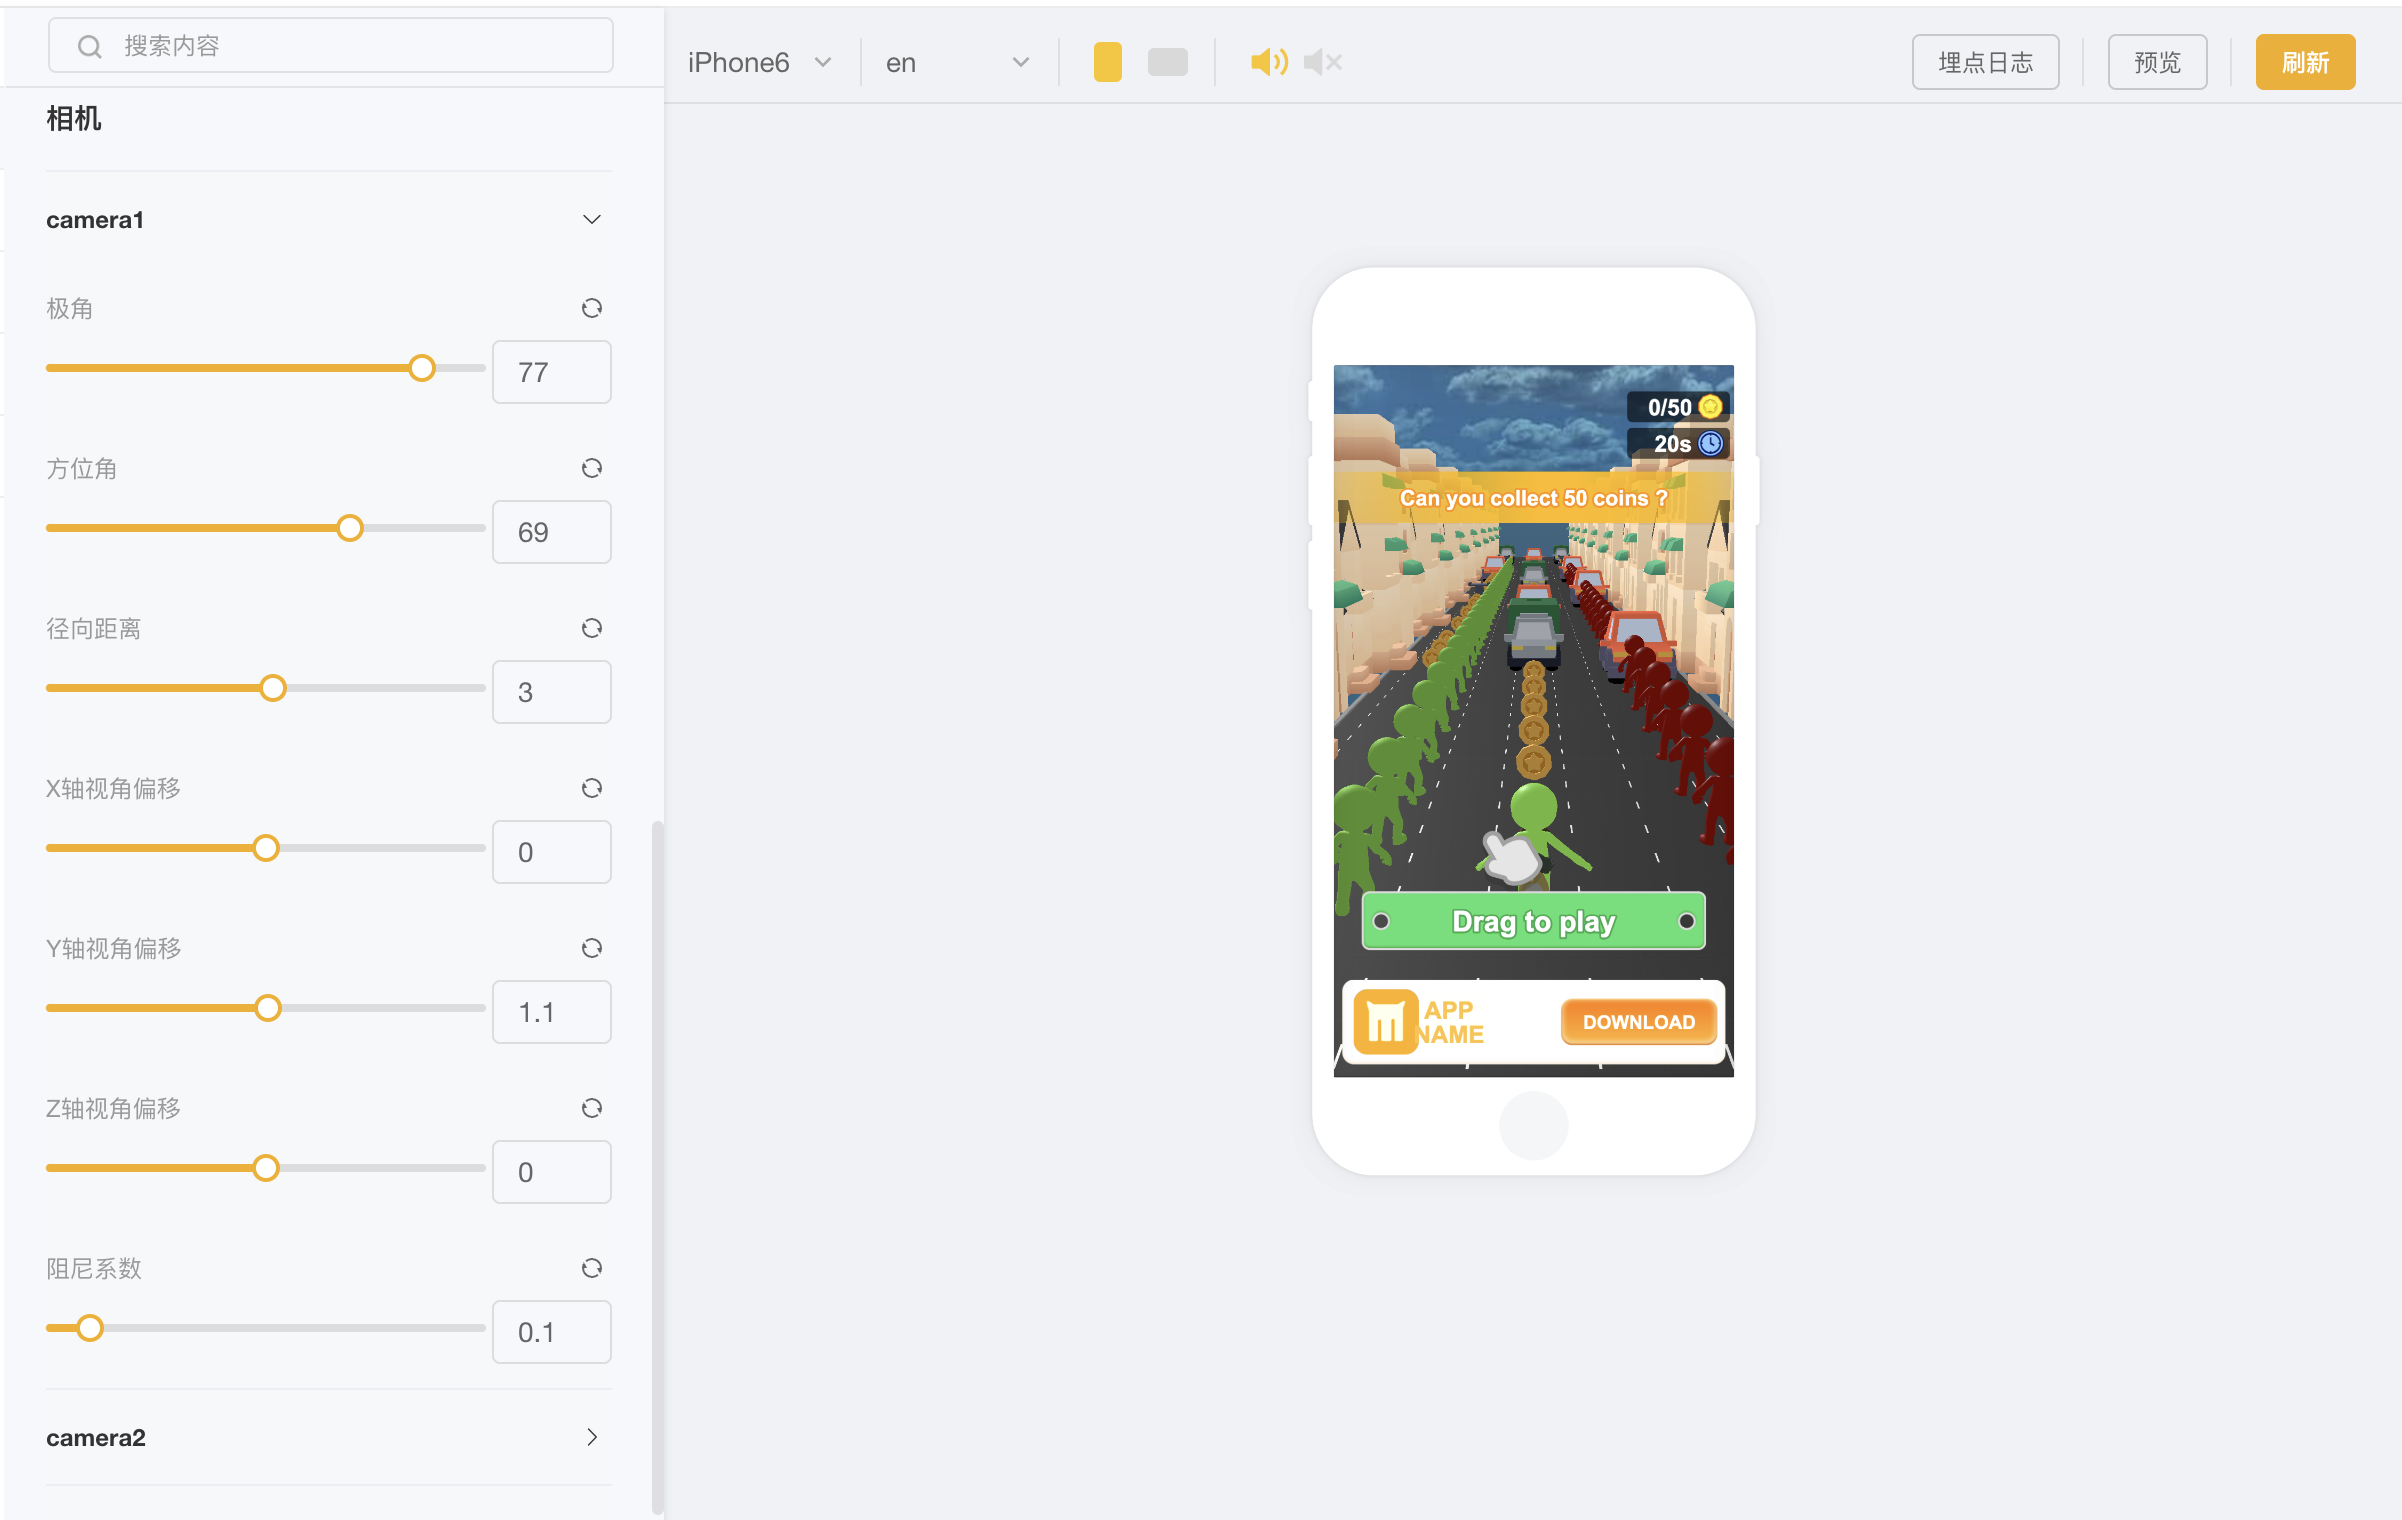 搜索内容
iPhone6
en
埋点日志
预览
刷新
相机
camera1
极角
77
方位角
69
径向距离
3
X轴视角偏移
0
Y轴视角偏移
1.1
Z轴视角偏移
0
阻尼系数
0.1
camera2
0/50
20s
Can you collect 50 coins ?
Drag to play
APP
NAME
DOWNLOAD